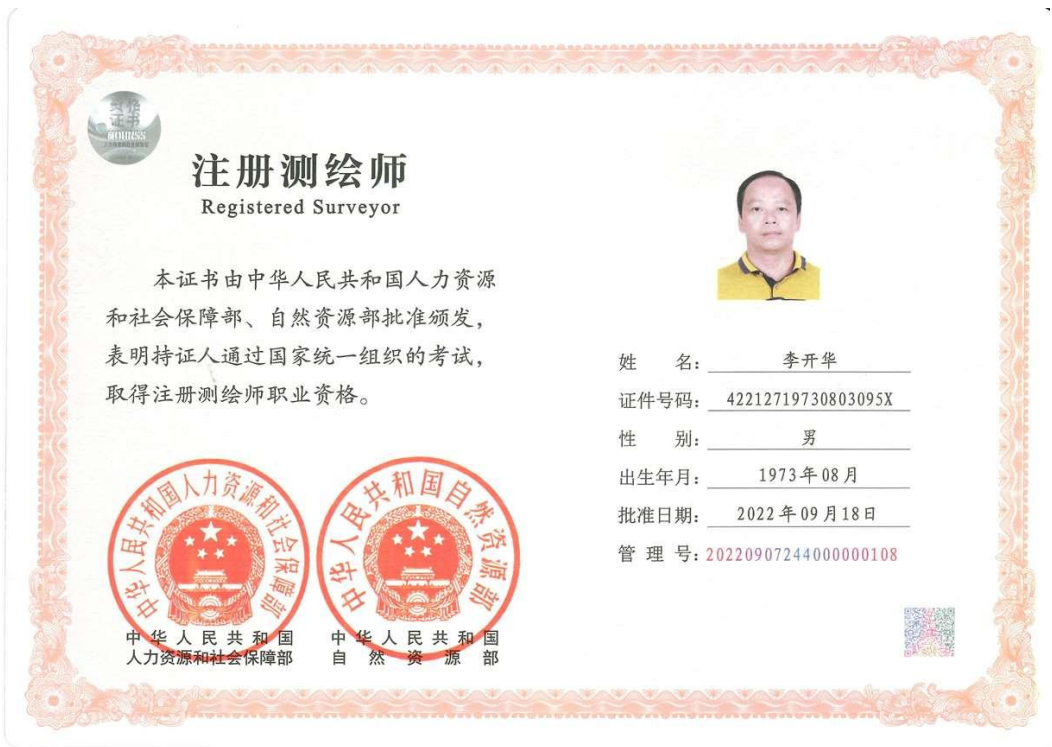 资格
证书
MOHRSS
注册测绘师
Registered Surveyor
本证书由中华人民共和国人力资源
和社会保障部、自然资源部批准颁发，
表明持证人通过国家统一组织的考试，
取得注册测绘师职业资格。
中华人民共和国人力资源和社会保障部
中华人民共和国自然资源部
中华人民共和国
人力资源和社会保障部
中华人民共和国
自然资源部
姓名：李开华
证件号码：42212719730803095X
性别：男
出生年月：1973年08月
批准日期：2022年09月18日
管理号：20220907244000000108